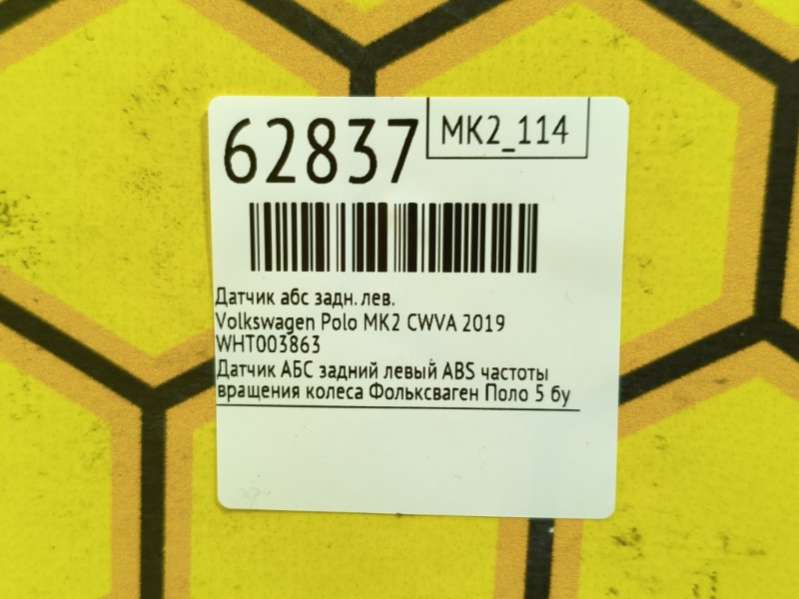 62837
MK2_114
Датчик абс задн. лев.
Volkswagen Polo MK2 CWVA 2019
WHT003863
Датчик АБС задний левый ABS частоты
вращения колеса Фольксваген Поло 5 бу